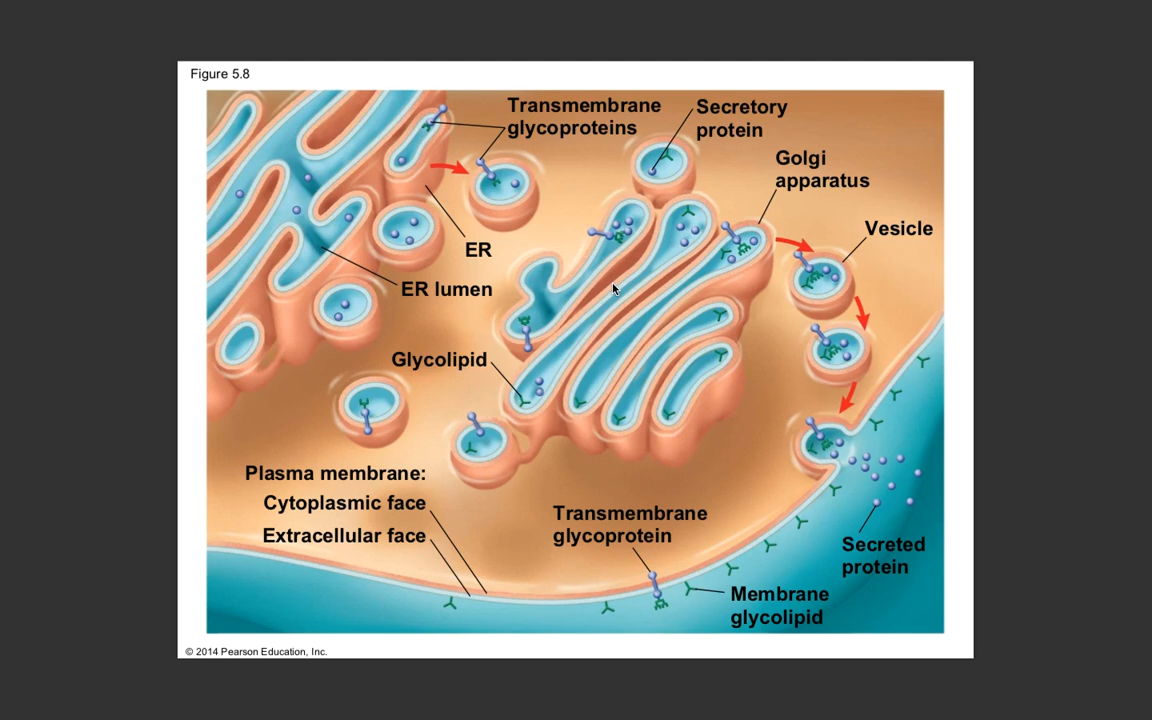 Figure 5.8
Transmembrane
glycoproteins
Secretory
protein
Golgi
apparatus
Vesicle
ER
ER lumen
Glycolipid
Plasma membrane:
Cytoplasmic face
Extracellular face
Transmembrane
glycoprotein
Secreted
protein
Membrane
glycolipid
© 2014 Pearson Education, Inc.